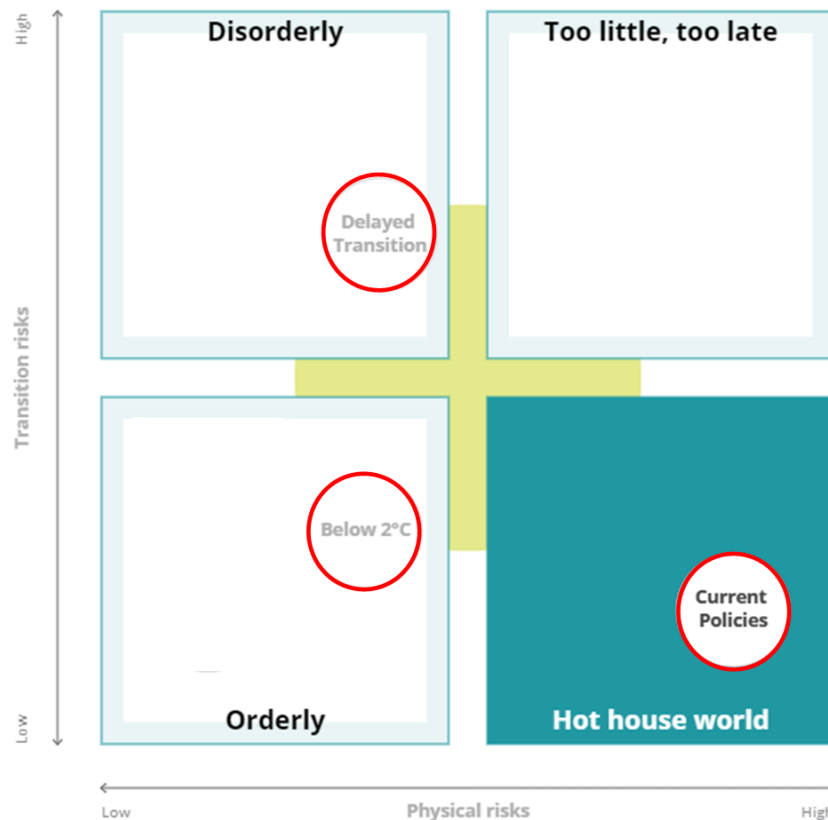 High
Disorderly
Too little, too late
Delayed
Transition
Transition risks
Below 2°C
Current
Policies
Orderly
Hot house world
Low
Low
Physical risks
High